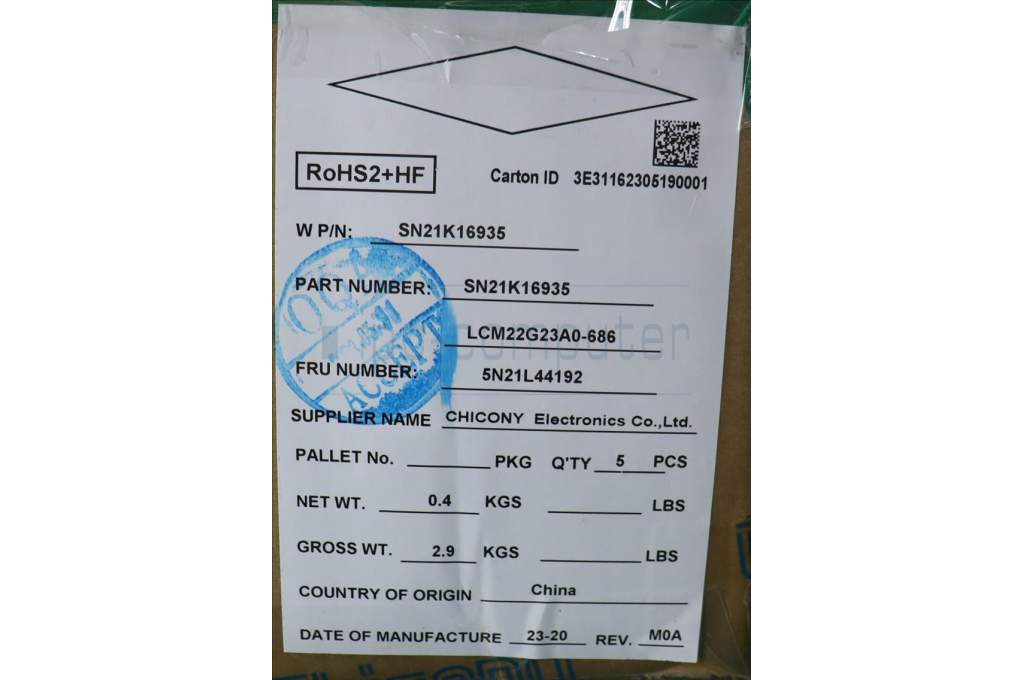 RoHS2+HF
Carton ID 3E31162305190001
W P/N: SN21K16935
PART NUMBER: SN21K16935
LCM22G23A0-686
FRU NUMBER: 5N21L44192
SUPPLIER NAME CHICONY Electronics Co.,Ltd.
PALLET No. PKG Q'TY 5 PCS
NET WT. 0.4 KGS LBS
GROSS WT. 2.9 KGS LBS
COUNTRY OF ORIGIN China
DATE OF MANUFACTURE 23-20 REV. M0A
ACCEPT
computer